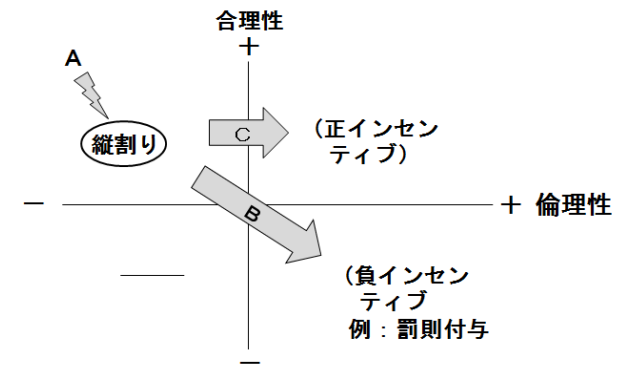 合理性
＋
A
縦割り
C
（正インセン
ティブ）
－
＋ 倫理性
B
（負インセン
ティブ
例：罰則付与
－